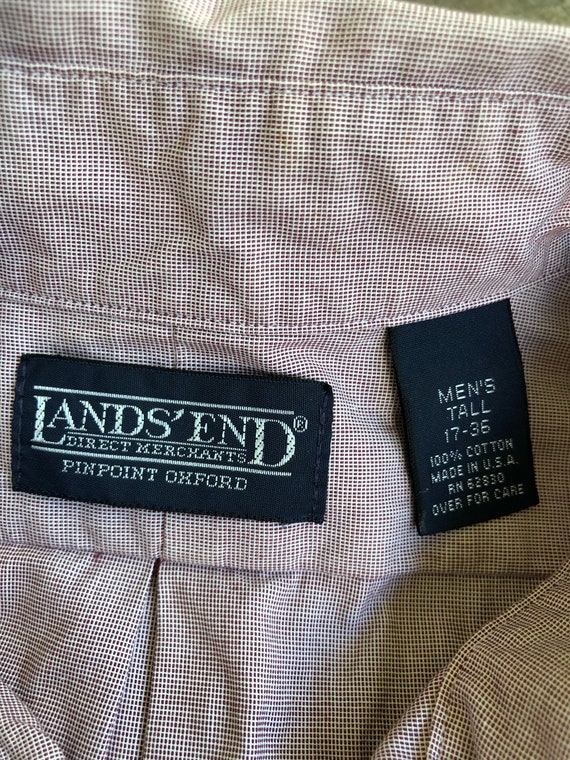 LANDS' END®
DIRECT MERCHANTS
PINPOINT OXFORD
MEN'S
TALL
17-36
100% COTTON
MADE IN U.S.A.
RN 62830
OVER FOR CARE